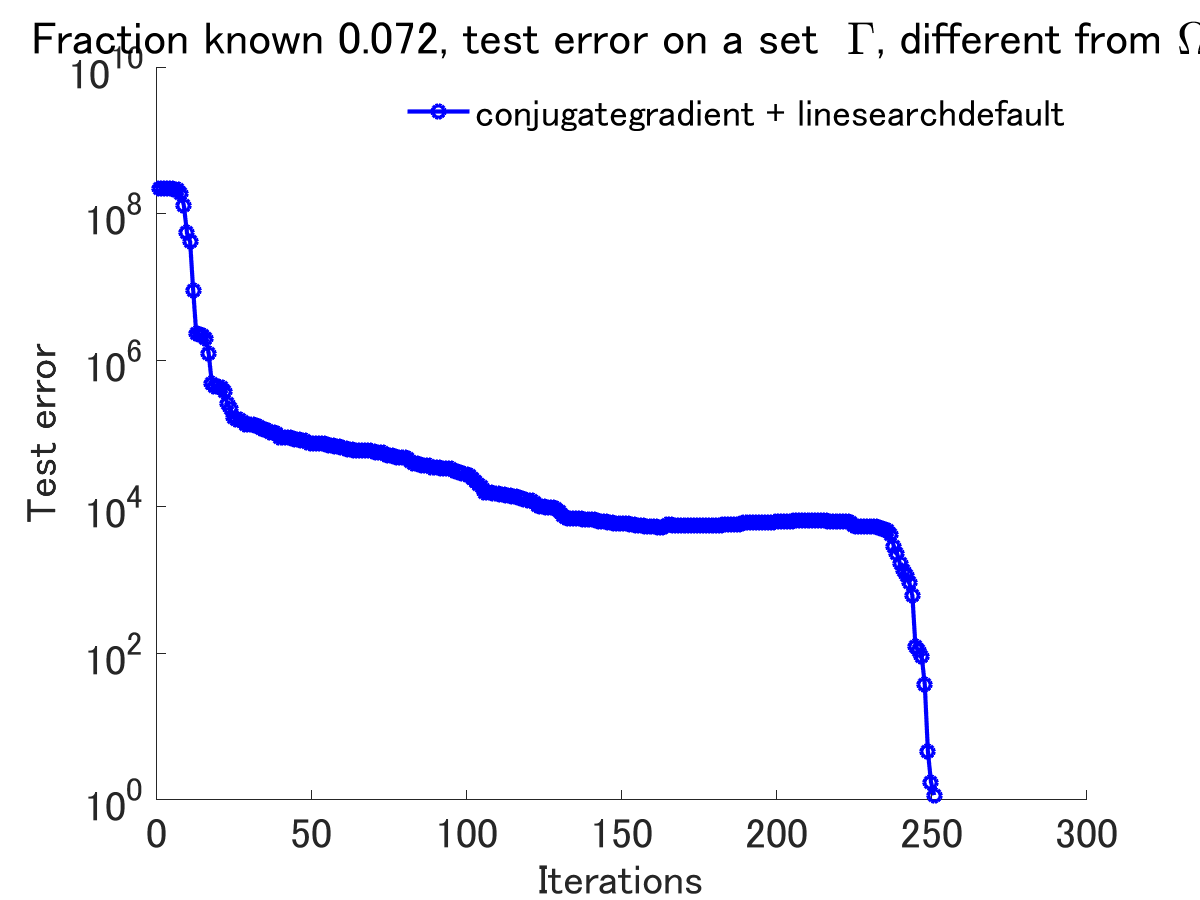 Fraction known 0.072, test error on a set Γ, different from Ω
10^10
conjugategradient + linesearchdefault
10^8
10^6
Test error
10^4
10^2
10^0
0 50 100 150 200 250 300
Iterations